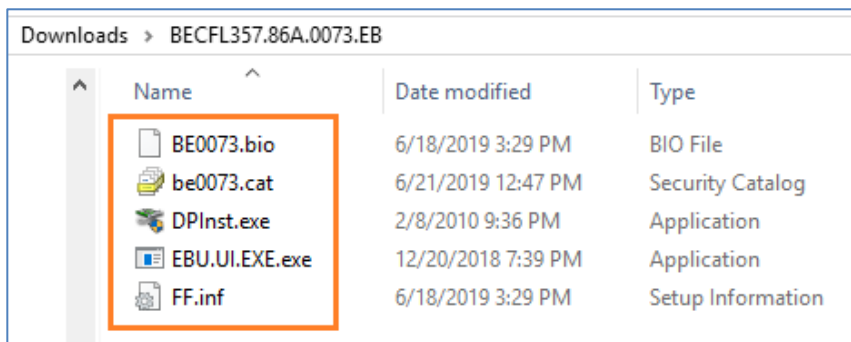 Downloads > BECFL357.86A.0073.EB
Name Date modified Type
BE0073.bio 6/18/2019 3:29 PM BIO File
be0073.cat 6/21/2019 12:47 PM Security Catalog
DPInst.exe 2/8/2010 9:36 PM Application
EBU.UI.EXE.exe 12/20/2018 7:39 PM Application
FF.inf 6/18/2019 3:29 PM Setup Information